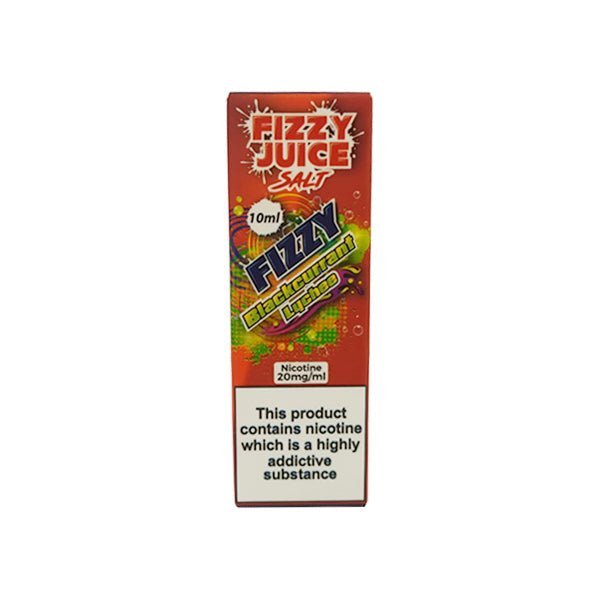 FIZZY
JUICE
SALT
10ml
FIZZY
Blackcurrant
Lychee
Nicotine
20mg/ml
This product
contains nicotine
which is a highly
addictive
substance